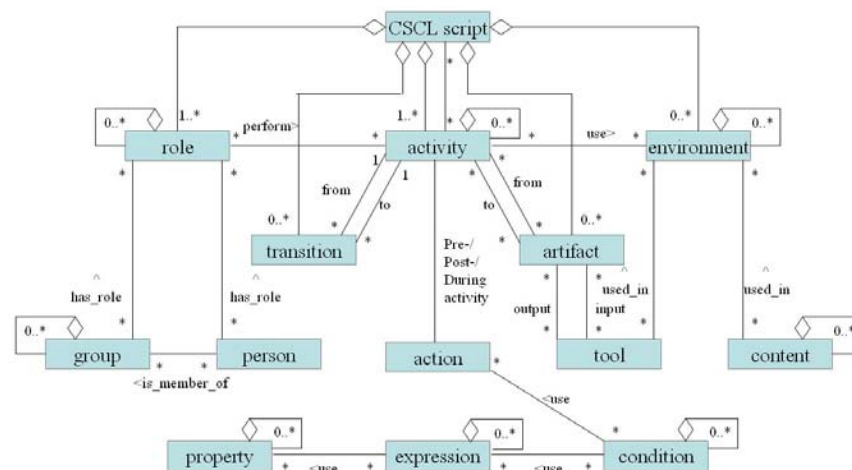 CSCL script
*
1..*
0..*
1..*
*
0..*
0..*
0..*
role
*
perform>
*
activity
*
use>
*
environment
*
*
1
1
*
*
*
*
from
to
from
to
0..*
*
*
*
*
0..*
transition
artifact
Pre-/
Post-/
During
activity
^
has_role
^
has_role
*
*
output
input
^
used_in
^
used_in
0..*
*
*
*
*
*
*
0..*
group
*
*
person
action
*
tool
content
<is_member_of
<use
0..*
0..*
*
0..*
property
*
<use
*
expression
*
<use
*
condition